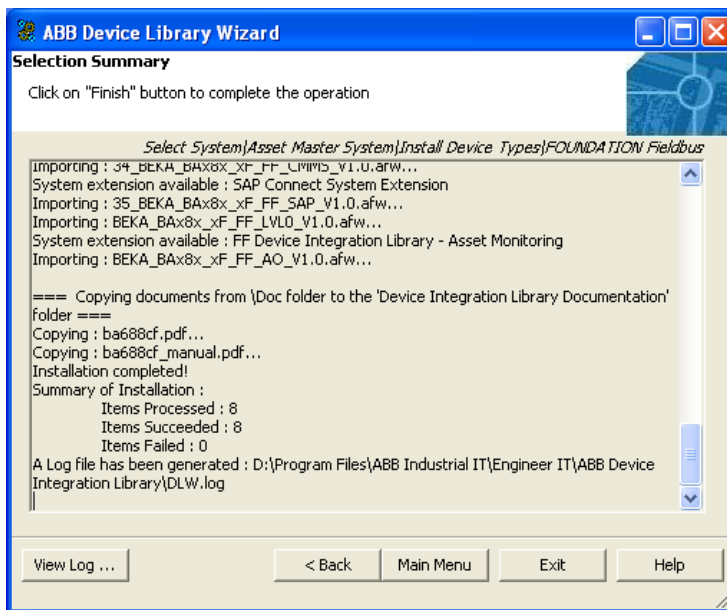 ABB Device Library Wizard
Selection Summary
Click on "Finish" button to complete the operation
Select System|Asset Master System|Install Device Types|FOUNDATION Fieldbus
Importing : 34_BEKA_BAx8x_xF_FF_CMMS_V1.0.afw...
System extension available : SAP Connect System Extension
Importing : 35_BEKA_BAx8x_xF_FF_SAP_V1.0.afw...
Importing : BEKA_BAx8x_xF_FF_LVL0_V1.0.afw...
System extension available : FF Device Integration Library - Asset Monitoring
Importing : BEKA_BAx8x_xF_FF_AO_V1.0.afw...
=== Copying documents from \Doc folder to the 'Device Integration Library Documentation'
folder ===
Copying : ba688cf.pdf...
Copying : ba688cf_manual.pdf...
Installation completed!
Summary of Installation :
Items Processed : 8
Items Succeeded : 8
Items Failed : 0
A Log file has been generated : D:\Program Files\ABB Industrial IT\Engineer IT\ABB Device
Integration Library\DLW.log
View Log ...
< Back
Main Menu
Exit
Help